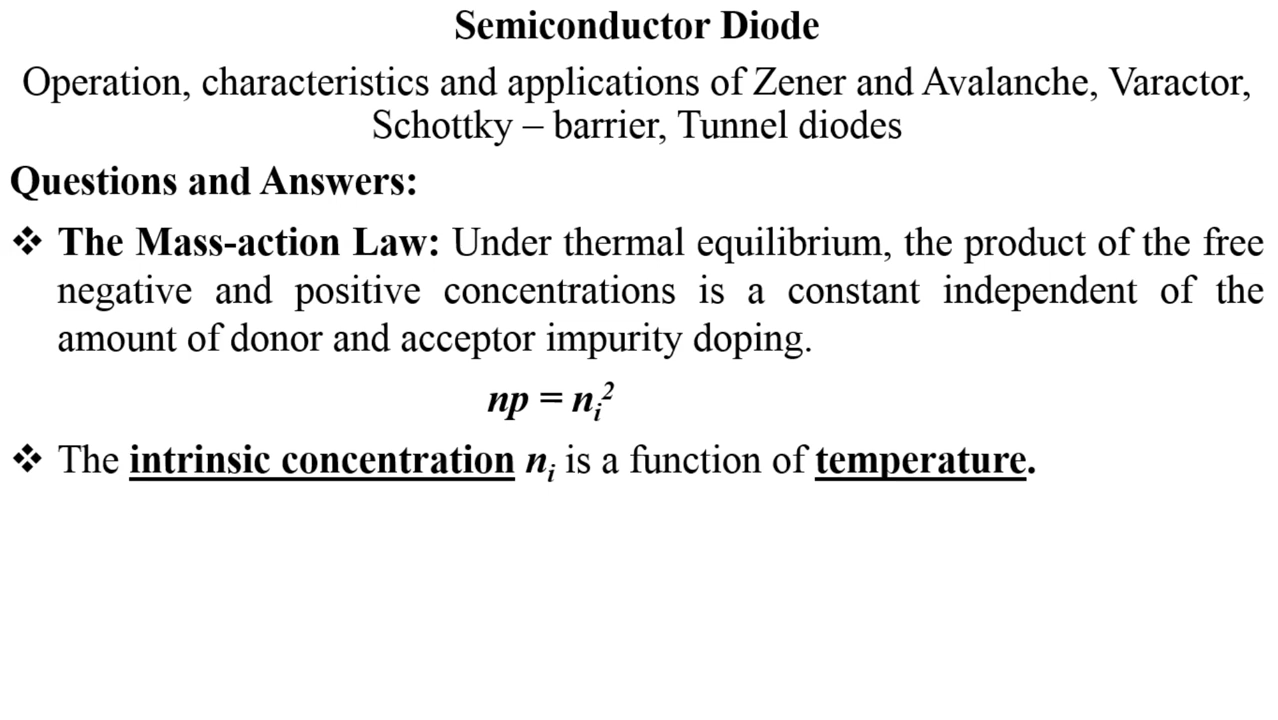 Semiconductor Diode
Operation, characteristics and applications of Zener and Avalanche, Varactor,
Schottky – barrier, Tunnel diodes
Questions and Answers:
❖ The Mass-action Law: Under thermal equilibrium, the product of the free
negative and positive concentrations is a constant independent of the
amount of donor and acceptor impurity doping.
np = nᵢ²
❖ The intrinsic concentration nᵢ is a function of temperature.